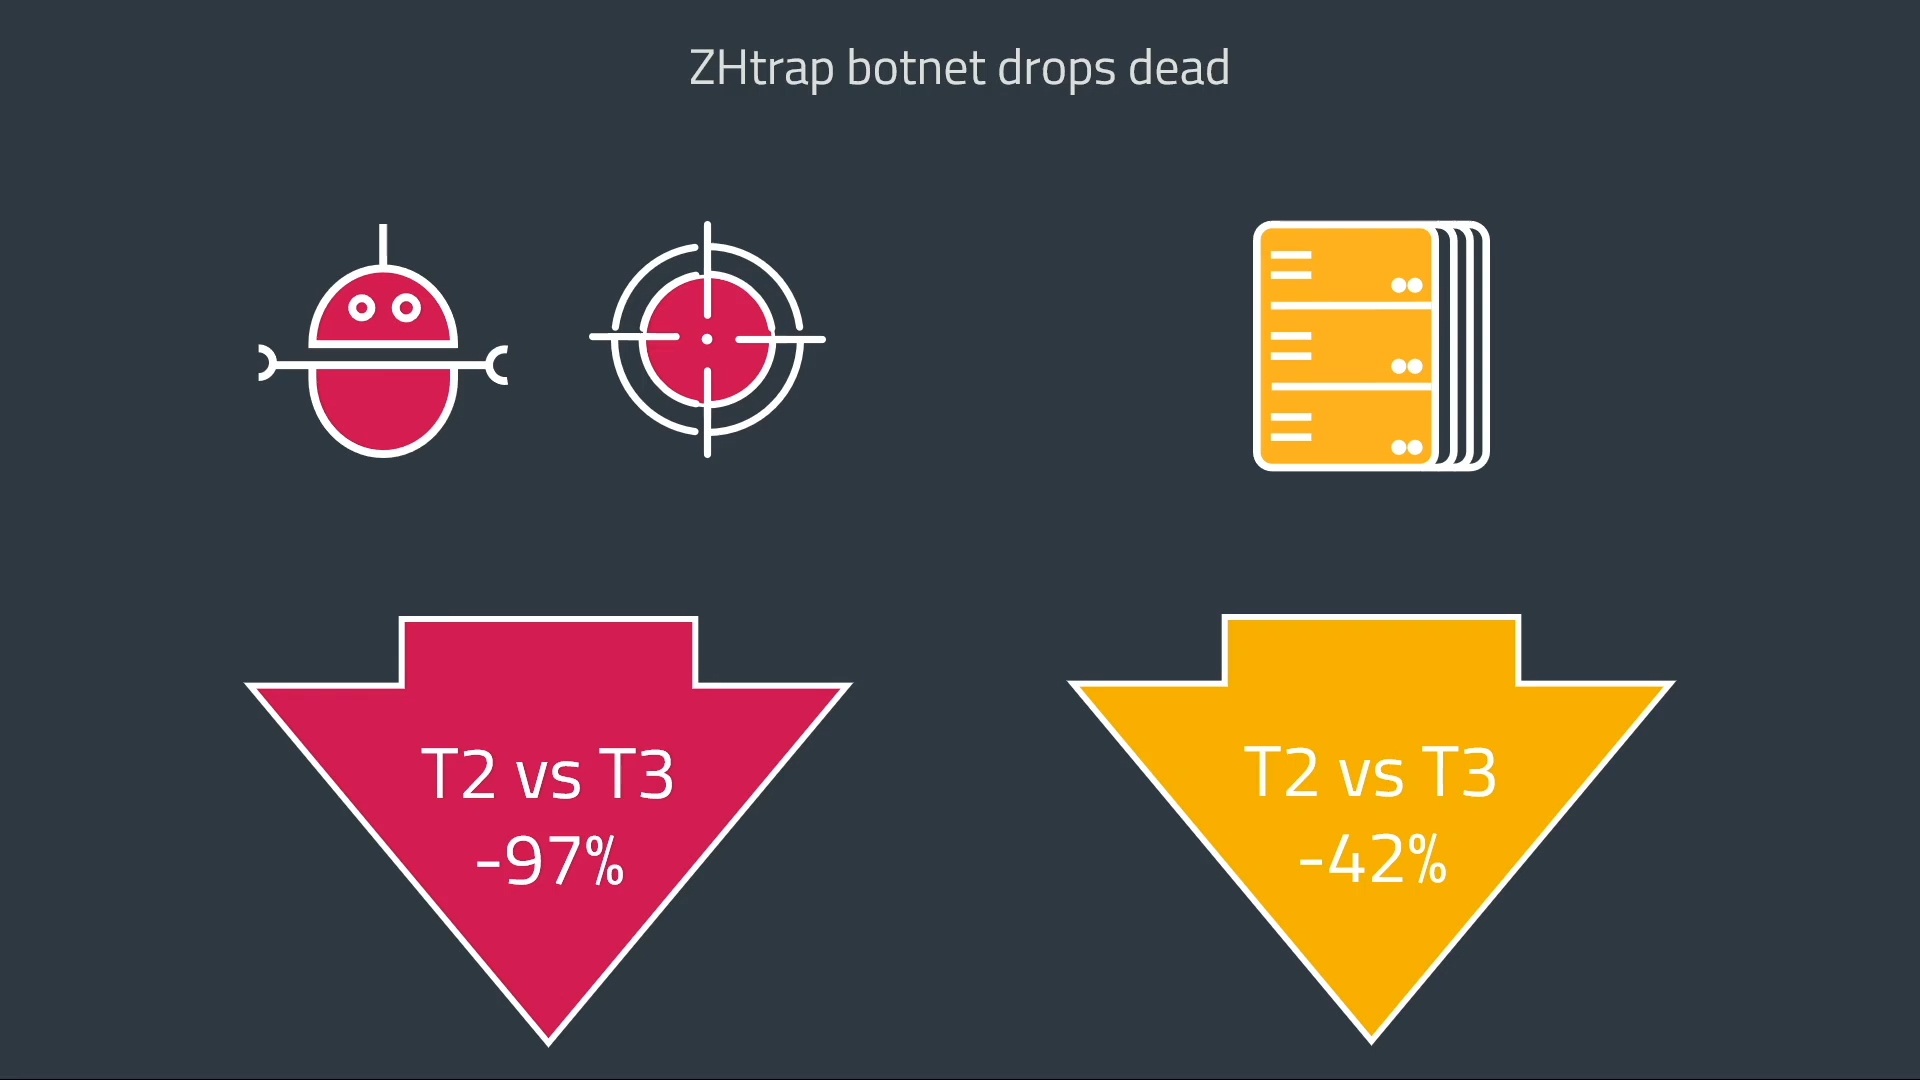 ZHtrap botnet drops dead
T2 vs T3
-97%
T2 vs T3
-42%